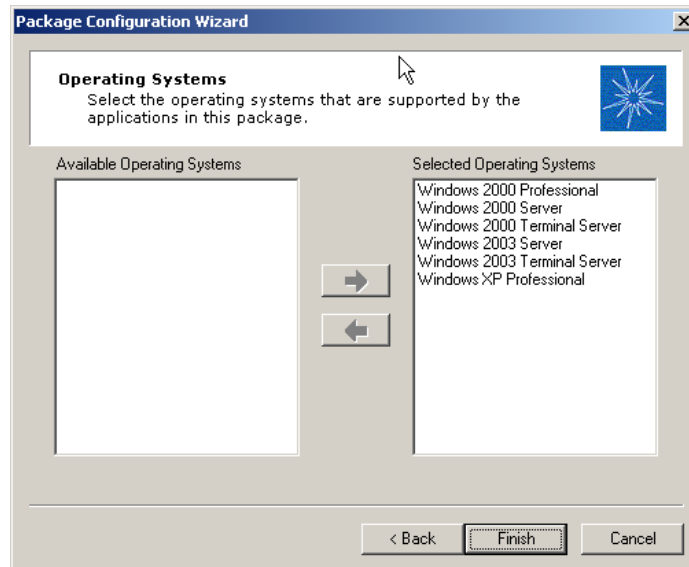 Package Configuration Wizard
Operating Systems
Select the operating systems that are supported by the
applications in this package.
Available Operating Systems
Selected Operating Systems
Windows 2000 Professional
Windows 2000 Server
Windows 2000 Terminal Server
Windows 2003 Server
Windows 2003 Terminal Server
Windows XP Professional
< Back
Finish
Cancel